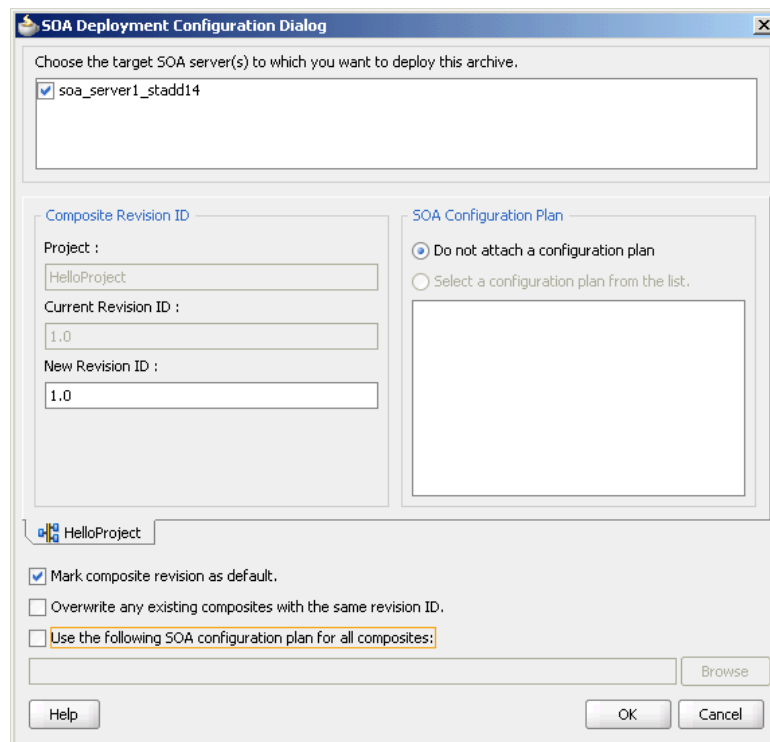 SOA Deployment Configuration Dialog
Choose the target SOA server(s) to which you want to deploy this archive.
soa_server1_stadd14
Composite Revision ID
Project :
HelloProject
Current Revision ID :
1.0
New Revision ID :
1.0
SOA Configuration Plan
Do not attach a configuration plan
Select a configuration plan from the list.
HelloProject
Mark composite revision as default.
Overwrite any existing composites with the same revision ID.
Use the following SOA configuration plan for all composites:
Browse
Help
OK
Cancel